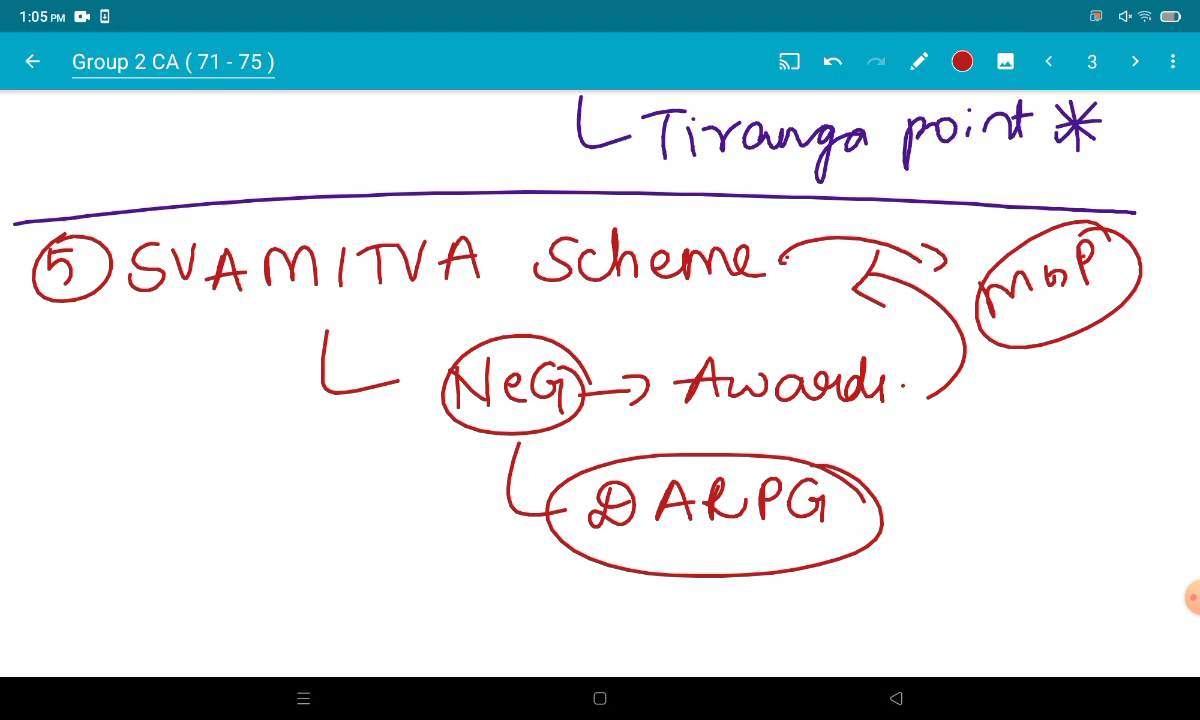 1:05 PM
Group 2 CA ( 71 - 75 )
3
Tiranga point *
5 SVAMITVA Scheme → MoP
NeG → Awards.
DARPG